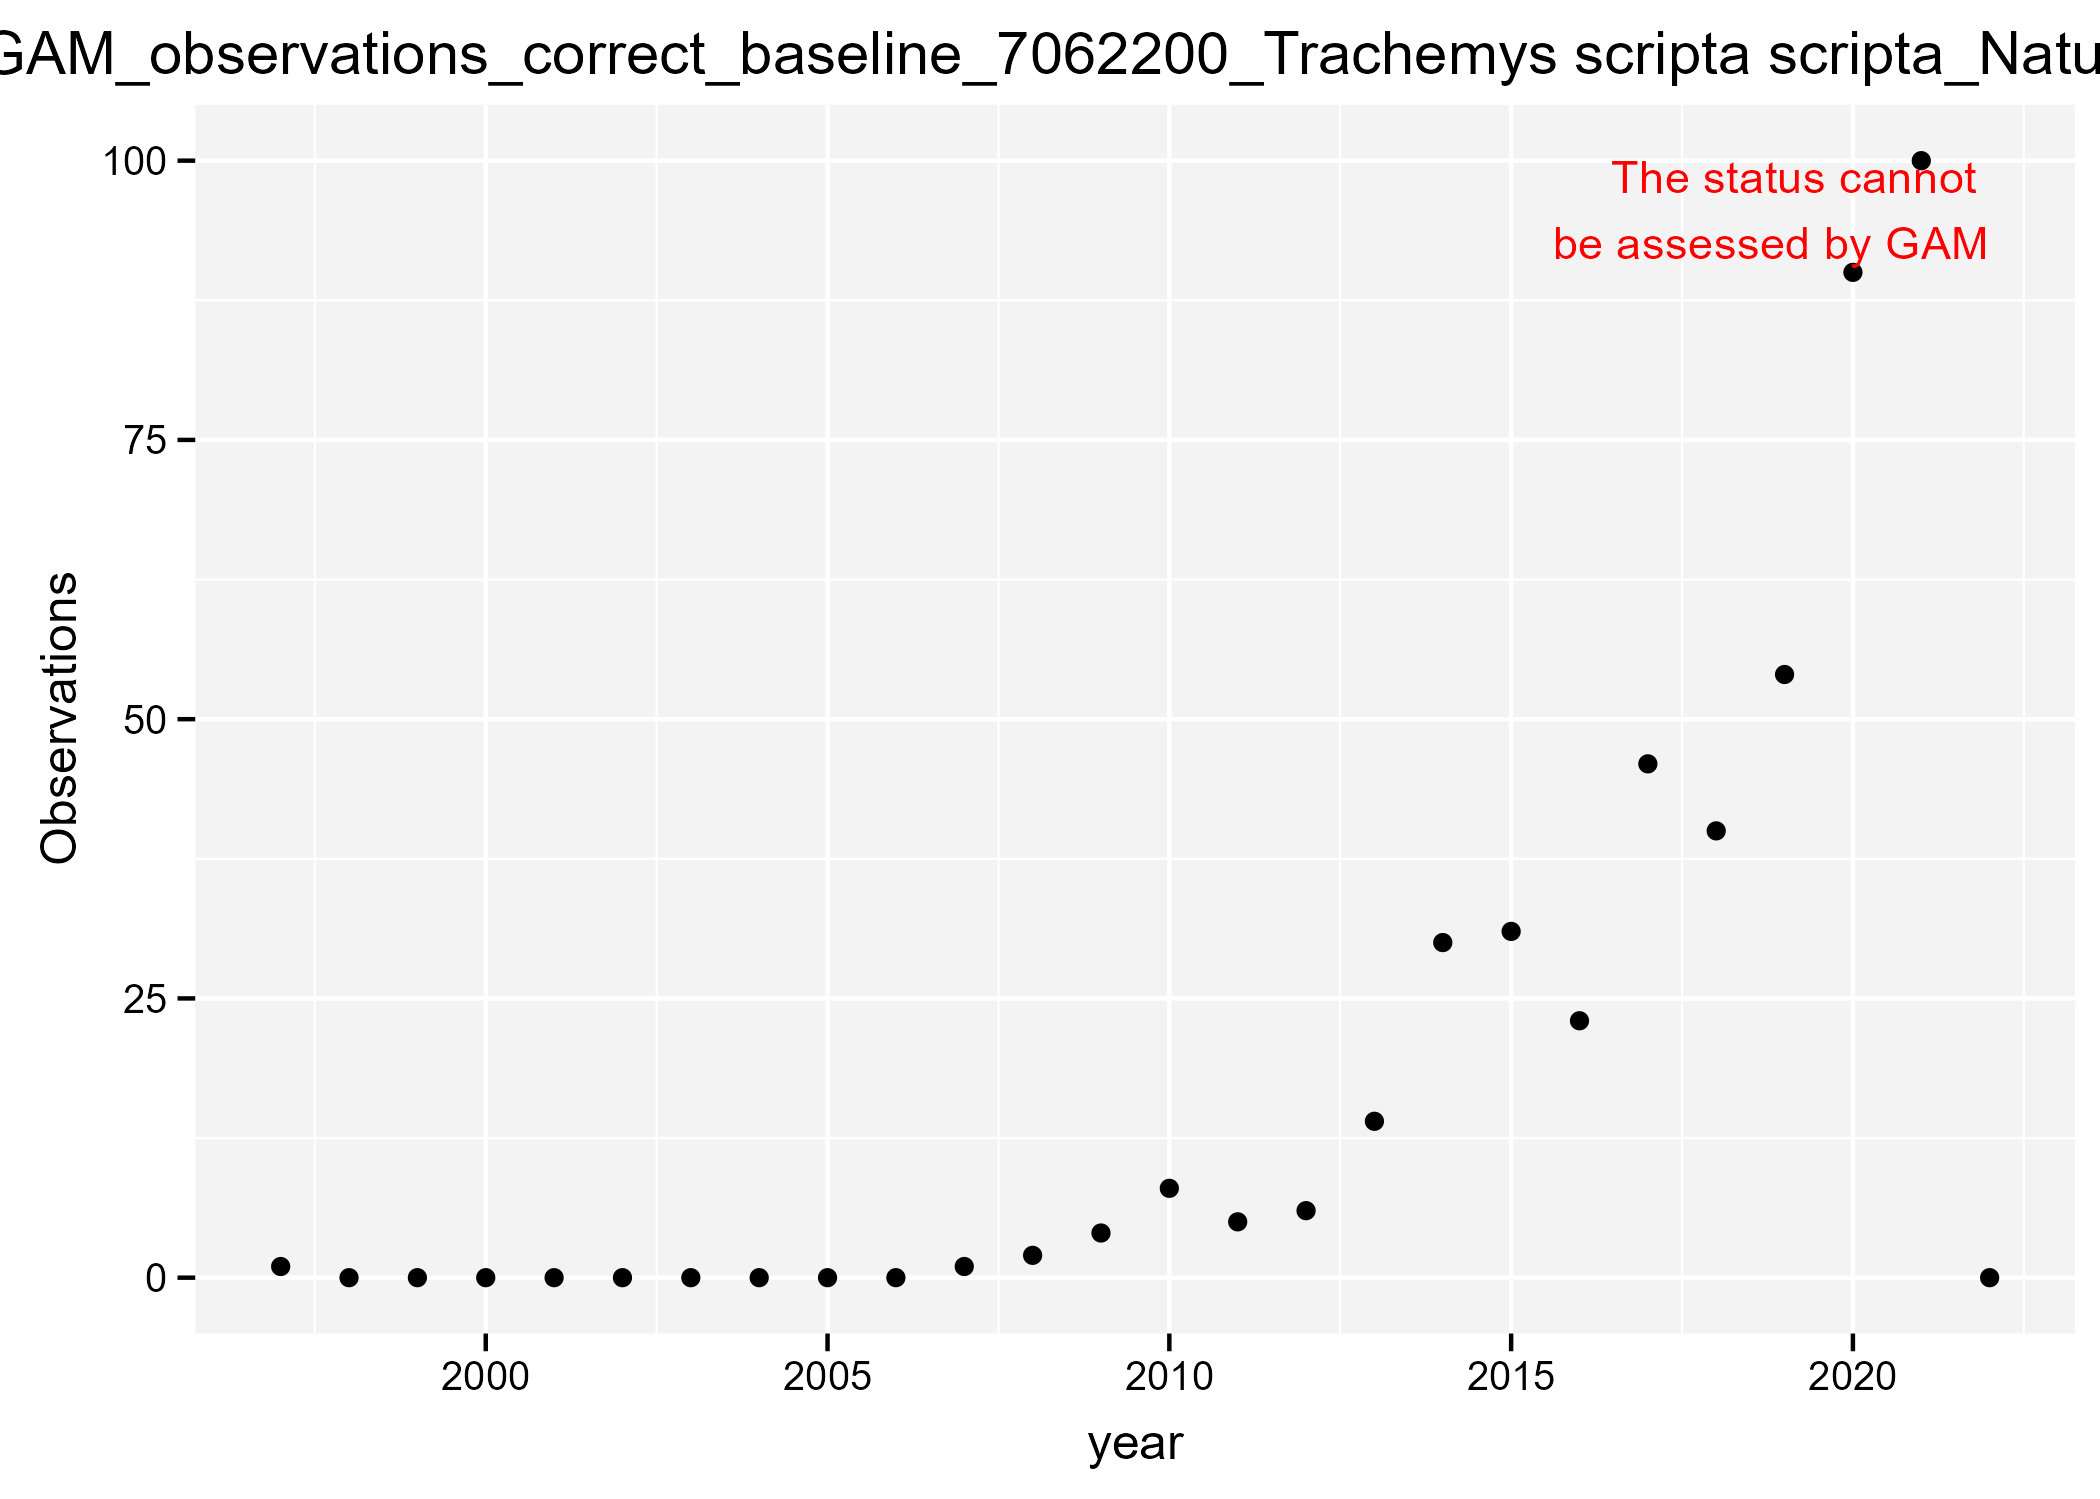 GAM_observations_correct_baseline_7062200_Trachemys scripta scripta_Natu
100
The status cannot
be assessed by GAM
75
50
25
0
Observations
2000 2005 2010 2015 2020
year